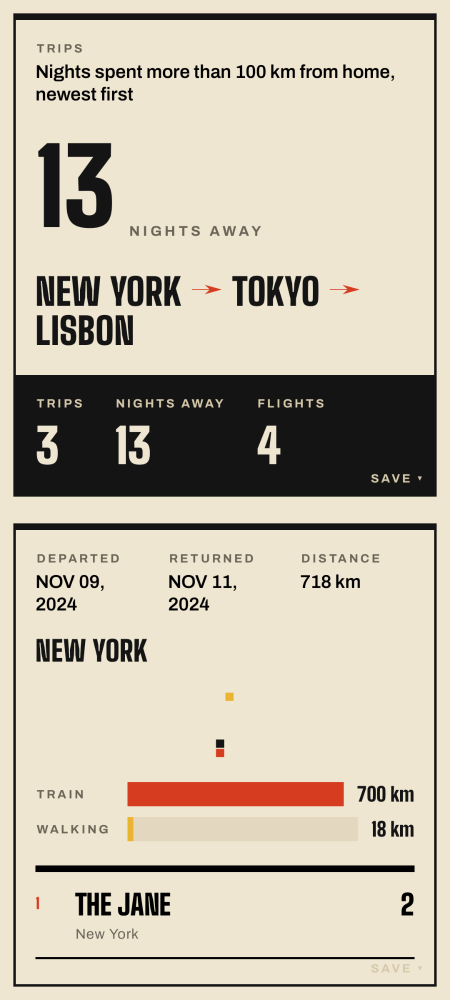 TRIPS
Nights spent more than 100 km from home,
newest first
13 NIGHTS AWAY
NEW YORK → TOKYO →
LISBON
TRIPS NIGHTS AWAY FLIGHTS
3 13 4
SAVE ▾
DEPARTED RETURNED DISTANCE
NOV 09, NOV 11, 718 km
2024 2024
NEW YORK
TRAIN 700 km
WALKING 18 km
1 THE JANE 2
New York
SAVE ▾